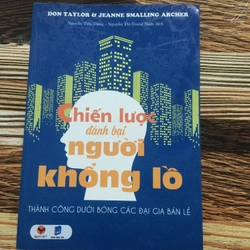 DON TAYLOR & JEANNE SMALLING ARCHER
Chiến lược
đánh bại
người
khổng lồ
THÀNH CÔNG DƯỚI BÓNG CÁC ĐẠI GIA BÁN LẺ